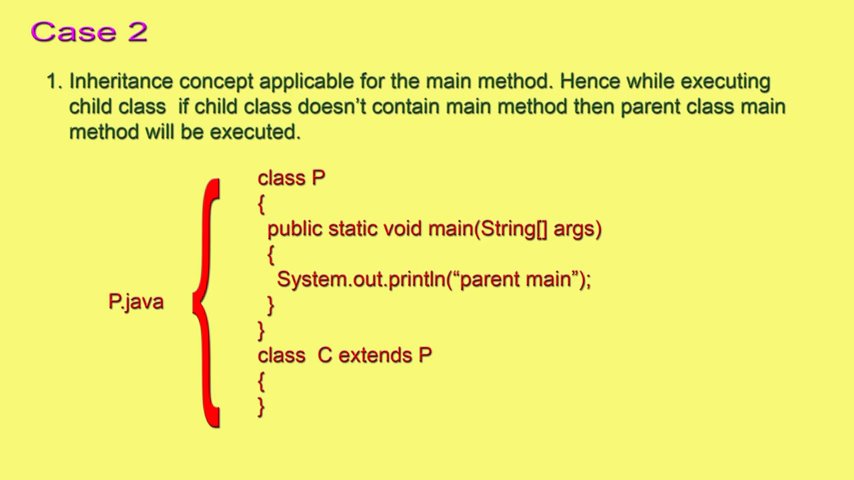 Case 2
1. Inheritance concept applicable for the main method. Hence while executing
child class if child class doesn't contain main method then parent class main
method will be executed.
class P
{
public static void main(String[] args)
{
System.out.println(“parent main”);
P.java
}
}
class C extends P
{
}